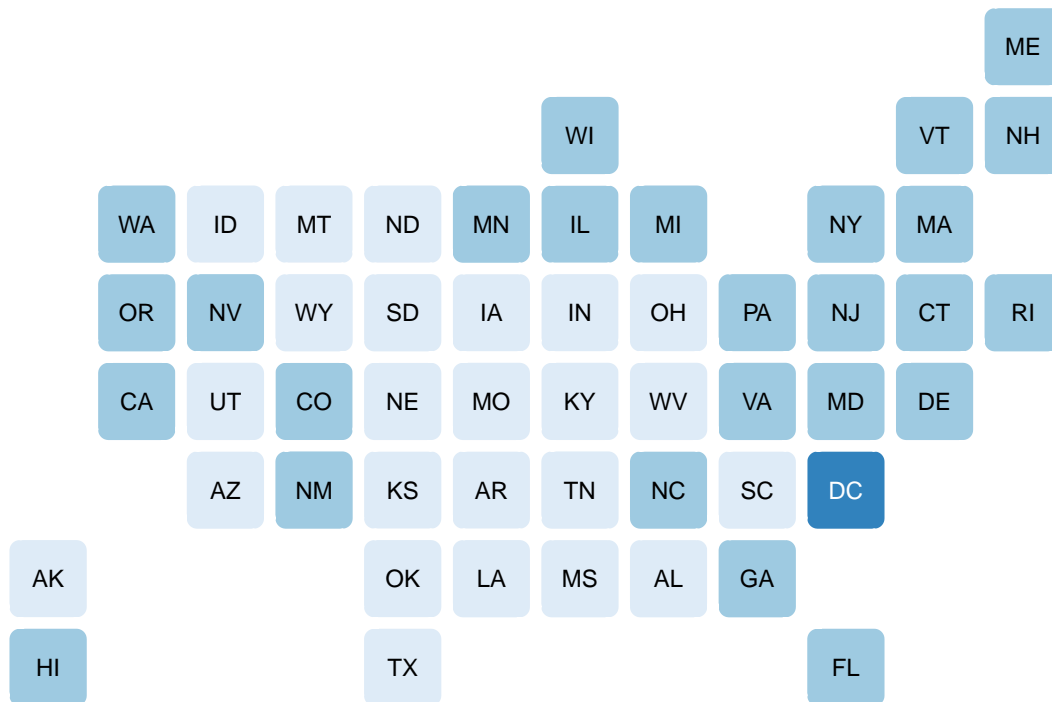 ME
WI VT NH
WA ID MT ND MN IL MI NY MA
OR NV WY SD IA IN OH PA NJ CT RI
CA UT CO NE MO KY WV VA MD DE
AZ NM KS AR TN NC SC DC
AK OK LA MS AL GA
HI TX FL